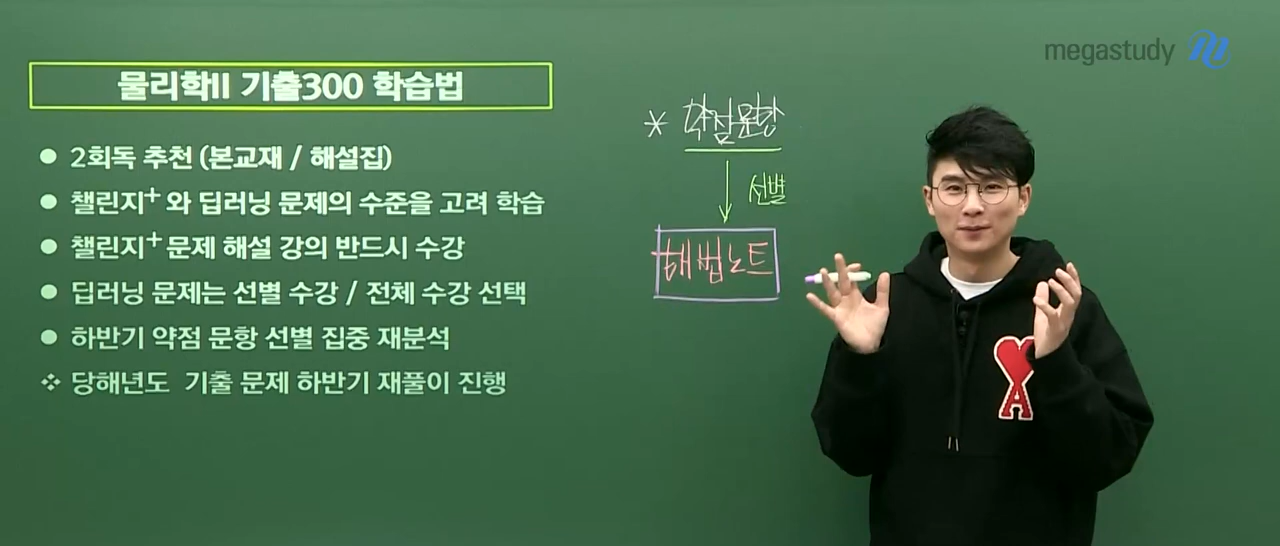 megastudy
물리학II 기출300 학습법
● 2회독 추천 (본교재 / 해설집)
● 챌린지+ 와 딥러닝 문제의 수준을 고려 학습
● 챌린지+ 문제 해설 강의 반드시 수강
● 딥러닝 문제는 선별 수강 / 전체 수강 선택
● 하반기 약점 문항 선별 집중 재분석
❖ 당해년도 기출 문제 하반기 재풀이 진행
* 약점문항
선별
해법노트
A